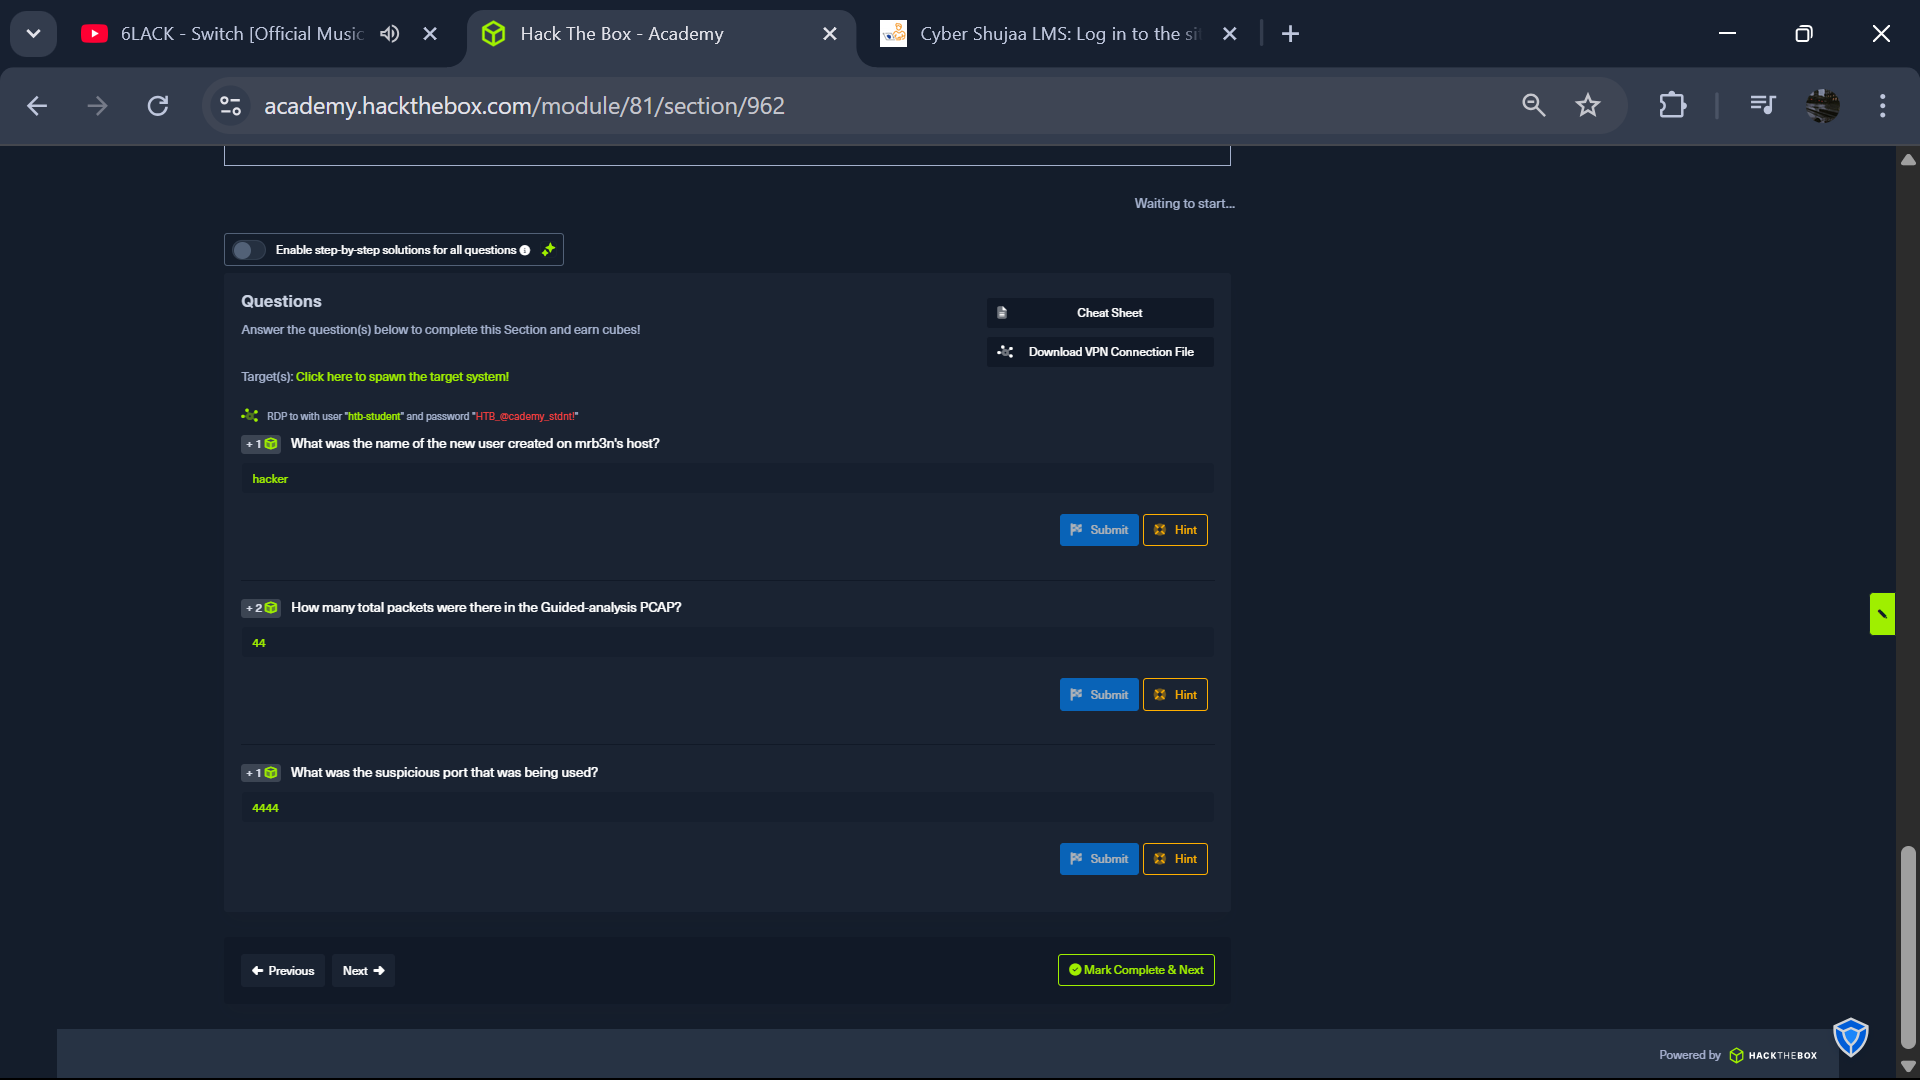 6LACK - Switch [Official Music
Hack The Box - Academy
Cyber Shujaa LMS: Log in to the si
academy.hackthebox.com/module/81/section/962
Waiting to start...
Enable step-by-step solutions for all questions
Questions
Cheat Sheet
Answer the question(s) below to complete this Section and earn cubes!
Download VPN Connection File
Target(s): Click here to spawn the target system!
RDP to with user "htb-student" and password "HTB_@cademy_stdnt!"
+ 1 What was the name of the new user created on mrb3n's host?
hacker
Submit Hint
+ 2 How many total packets were there in the Guided-analysis PCAP?
44
Submit Hint
+ 1 What was the suspicious port that was being used?
4444
Submit Hint
Previous Next Mark Complete & Next
Powered by HACKTHEBOX